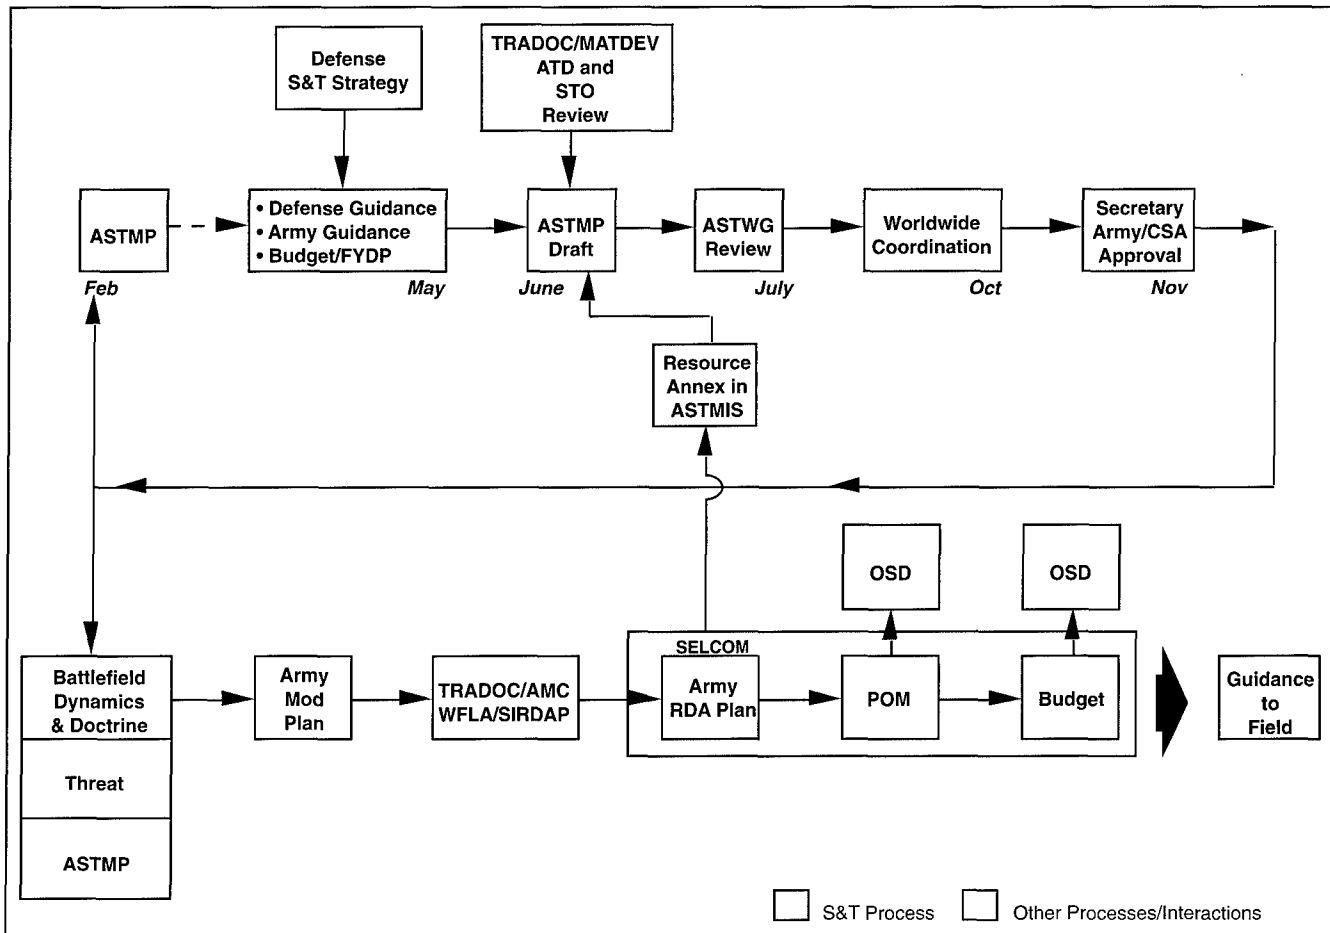 Defense
S&T Strategy
TRADOC/MATDEV
ATD and
STO
Review
ASTMP
Feb
• Defense Guidance
• Army Guidance
• Budget/FYDP
May
ASTMP
Draft
June
ASTWG
Review
July
Worldwide
Coordination
Oct
Secretary
Army/CSA
Approval
Nov
Resource
Annex in
ASTMIS
OSD
OSD
Battlefield
Dynamics
& Doctrine
Threat
ASTMP
Army
Mod
Plan
TRADOC/AMC
WFLA/SIRDAP
SELCOM
Army
RDA Plan
POM
Budget
Guidance
to
Field
S&T Process
Other Processes/Interactions